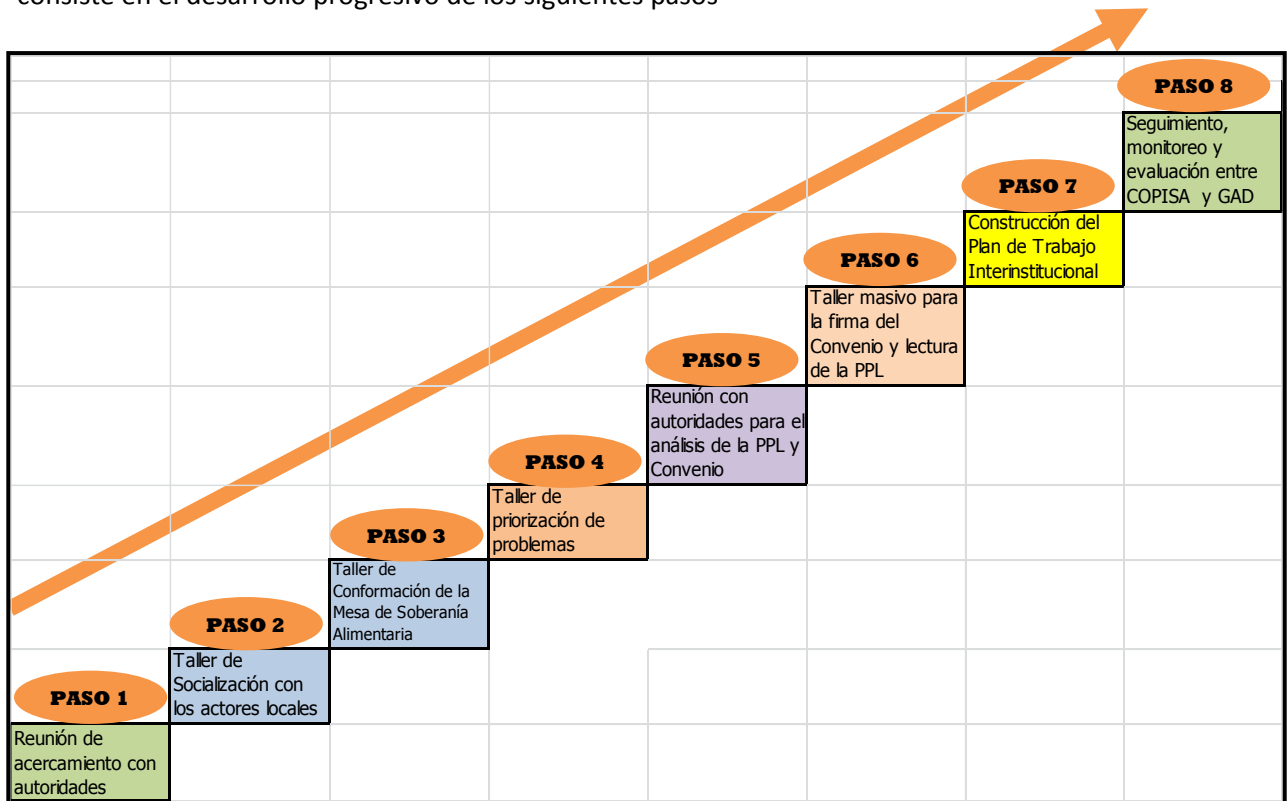 consiste en el desarrollo progresivo de los siguientes pasos
PASO 8
Seguimiento,
monitoreo y
evaluación entre
COPISA y GAD
PASO 7
Construcción del
Plan de Trabajo
Interinstitucional
PASO 6
Taller masivo para
la firma del
Convenio y lectura
de la PPL
PASO 5
Reunión con
autoridades para el
análisis de la PPL y
Convenio
PASO 4
Taller de
priorización de
problemas
PASO 3
Taller de
Conformación de la
Mesa de Soberanía
Alimentaria
PASO 2
Taller de
Socialización con
los actores locales
PASO 1
Reunión de
acercamiento con
autoridades